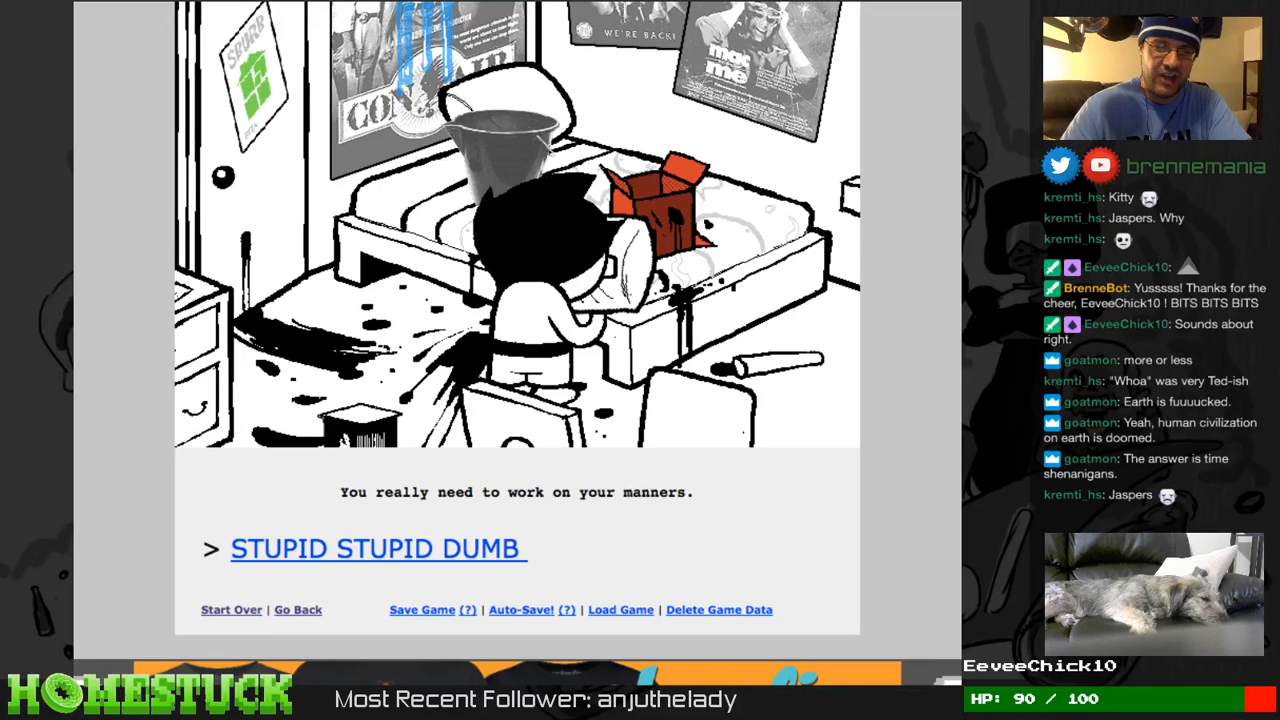 SBURB
CON AIR
WE'RE BACK!
mac
and
me
You really need to work on your manners.
> STUPID STUPID DUMB
Start Over | Go Back
Save Game (?) | Auto-Save! (?) | Load Game | Delete Game Data
brennemania
kremti_hs: Kitty
kremti_hs: Jaspers. Why
kremti_hs:
EeveeChick10:
BrenneBot: Yusssss! Thanks for the
cheer, EeveeChick10 ! BITS BITS BITS
EeveeChick10: Sounds about
right.
goatmon: more or less
kremti_hs: "Whoa" was very Ted-ish
goatmon: Earth is fuuuucked.
goatmon: Yeah, human civilization
on earth is doomed.
goatmon: The answer is time
shenanigans.
kremti_hs: Jaspers
EeveeChick10
HP: 90 / 100
HOMESTUCK
Most Recent Follower: anjuthelady